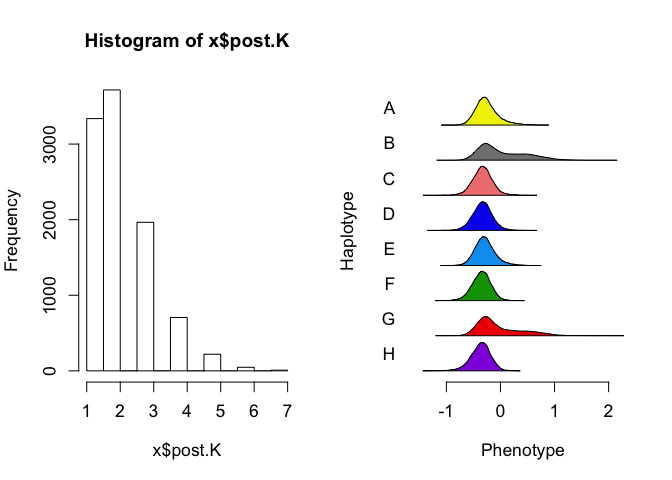 Histogram of x$post.K
Frequency
0
1000
2000
3000
1 2 3 4 5 6 7
x$post.K
Haplotype
A
B
C
D
E
F
G
H
-1 0 1 2
Phenotype